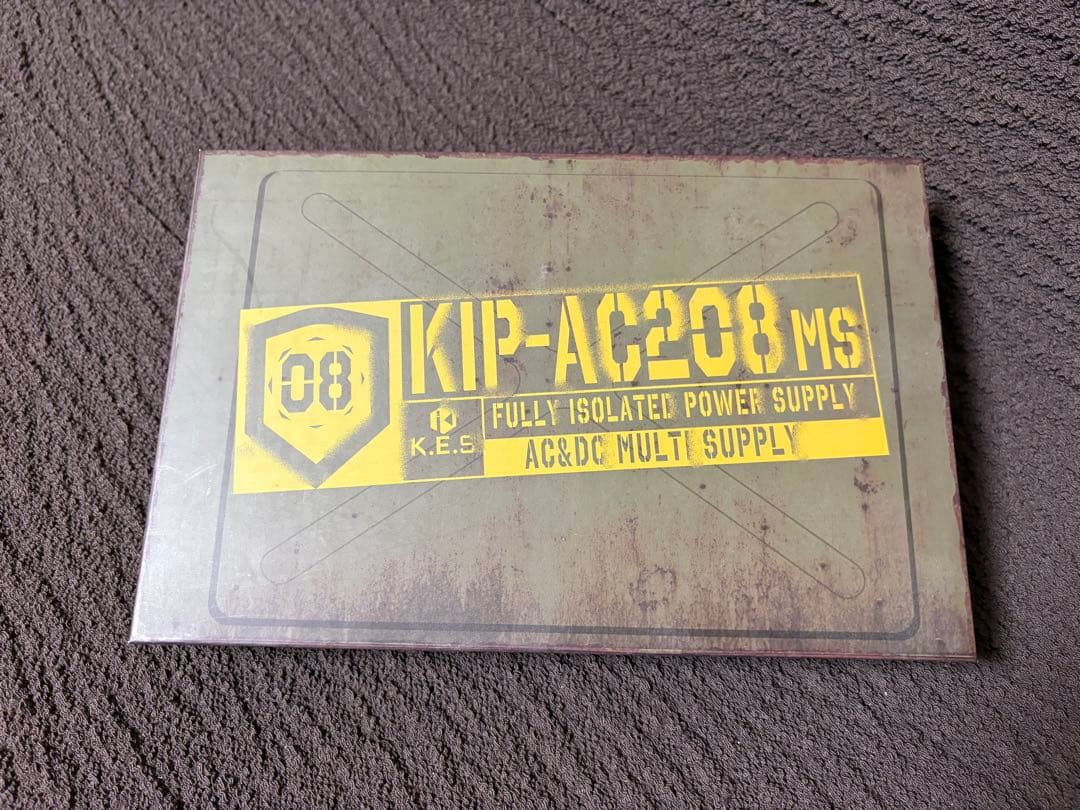 08
KIP-AC208 MS
K.E.S
FULLY ISOLATED POWER SUPPLY
AC&DC MULTI SUPPLY